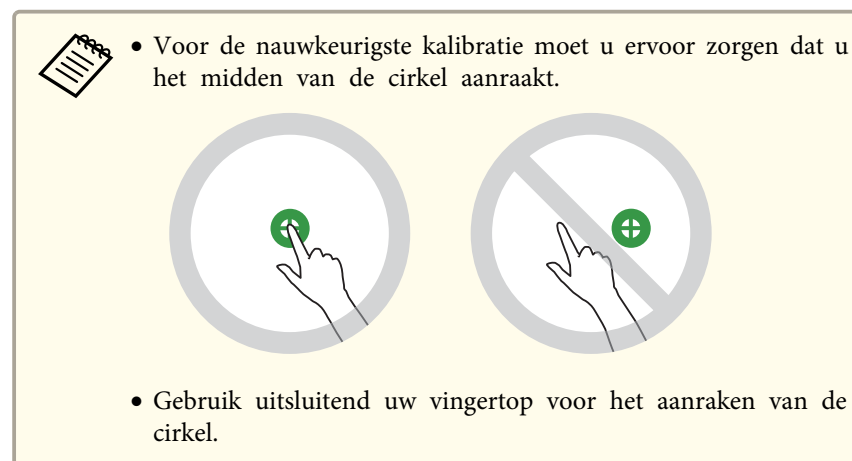 • Voor de nauwkeurigste kalibratie moet u ervoor zorgen dat u
het midden van de cirkel aanraakt.
• Gebruik uitsluitend uw vingertop voor het aanraken van de
cirkel.